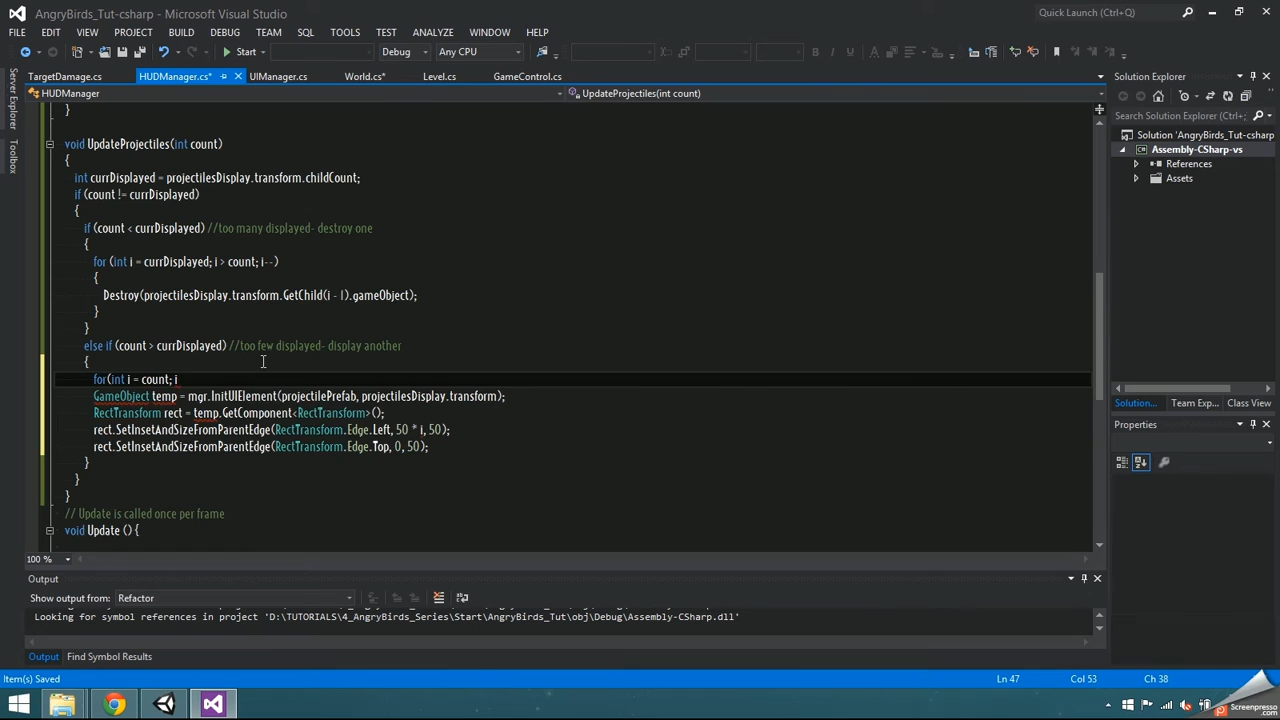 AngryBirds_Tut-csharp - Microsoft Visual Studio
Quick Launch (Ctrl+Q)
FILE EDIT VIEW PROJECT BUILD DEBUG TEAM SQL TOOLS TEST ANALYZE WINDOW HELP
Start Debug Any CPU
TargetDamage.cs HUDManager.cs* UIManager.cs World.cs* Level.cs GameControl.cs
HUDManager UpdateProjectiles(int count)
Server Explorer
Toolbox
}
void UpdateProjectiles(int count)
{
int currDisplayed = projectilesDisplay.transform.childCount;
if (count != currDisplayed)
{
if (count < currDisplayed) //too many displayed- destroy one
{
for (int i = currDisplayed; i > count; i--)
{
Destroy(projectilesDisplay.transform.GetChild(i - 1).gameObject);
}
}
else if (count > currDisplayed) //too few displayed- display another
{
for(int i = count; i
GameObject temp = mgr.InitUIElement(projectilePrefab, projectilesDisplay.transform);
RectTransform rect = temp.GetComponent<RectTransform>();
rect.SetInsetAndSizeFromParentEdge(RectTransform.Edge.Left, 50 * i, 50);
rect.SetInsetAndSizeFromParentEdge(RectTransform.Edge.Top, 0, 50);
}
}
}
// Update is called once per frame
void Update (){
100 %
Output
Show output from: Refactor
Looking for symbol references in project 'D:\TUTORIALS\4_AngryBirds_Series\Start\AngryBirds_Tut\obj\Debug\Assembly-CSharp.dll'
Output Find Symbol Results
Solution Explorer
Search Solution Explorer (Ctrl+;
Solution 'AngryBirds_Tut-csharp
Assembly-CSharp-vs
References
Assets
Solution... Team Exp... Class View
Properties
Item(s) Saved Ln 47 Col 53 Ch 38
Screenpresso
.com